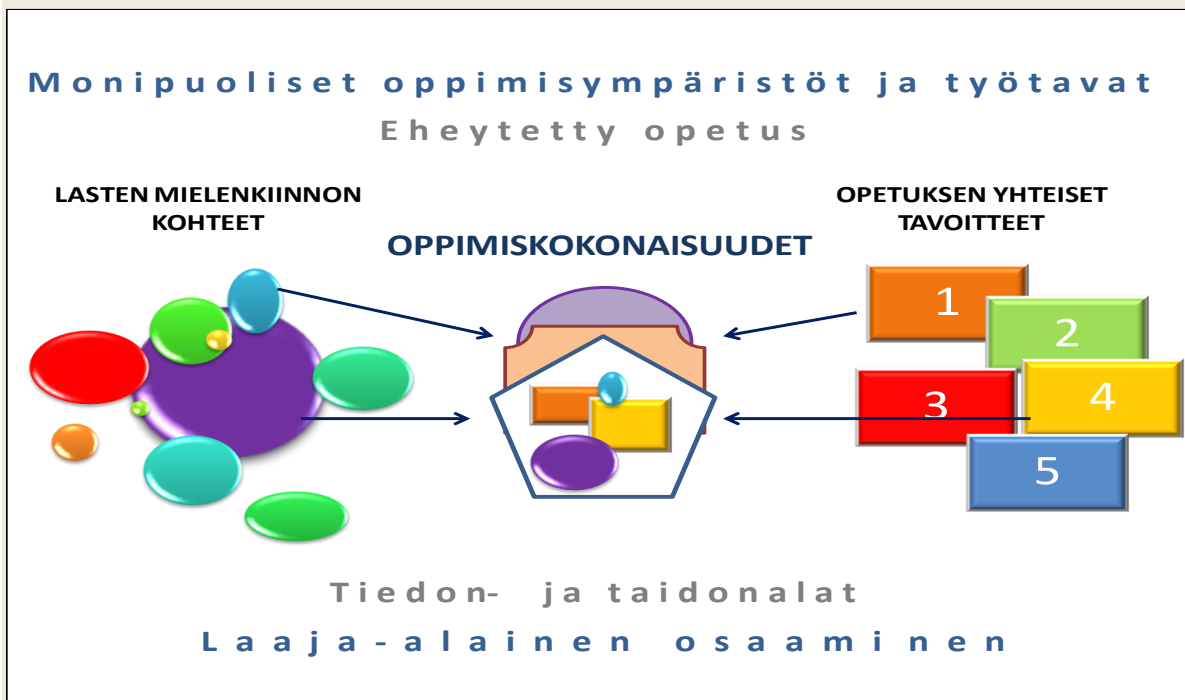 Monipuoliset oppimisympäristöt ja työtavat
Eheytetty opetus
LASTEN MIELENKIINNON
KOHTEET
OPPIMISKOKONAISUUDET
OPETUKSEN YHTEISET
TAVOITTEET
1
2
3
4
5
Tiedon- ja taidonalat
Laaja-alainen osaaminen